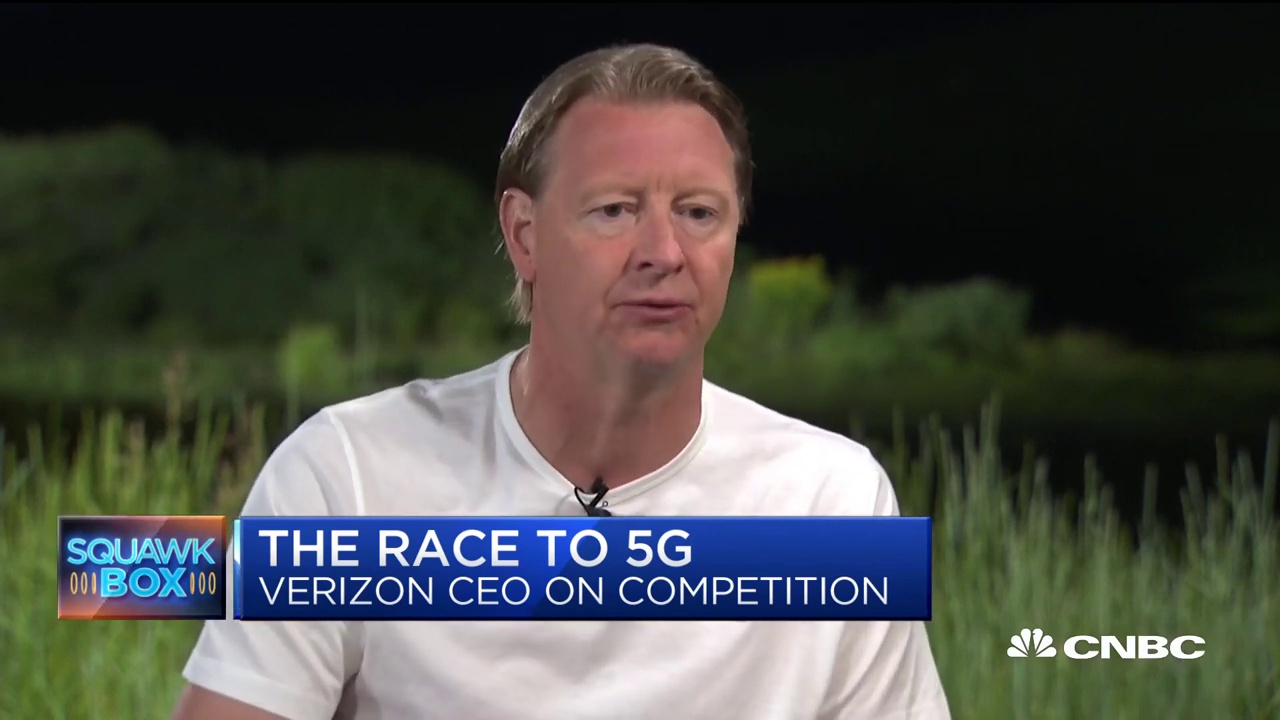 THE RACE TO 5G
SQUAWK
BOX
VERIZON CEO ON COMPETITION
CNBC